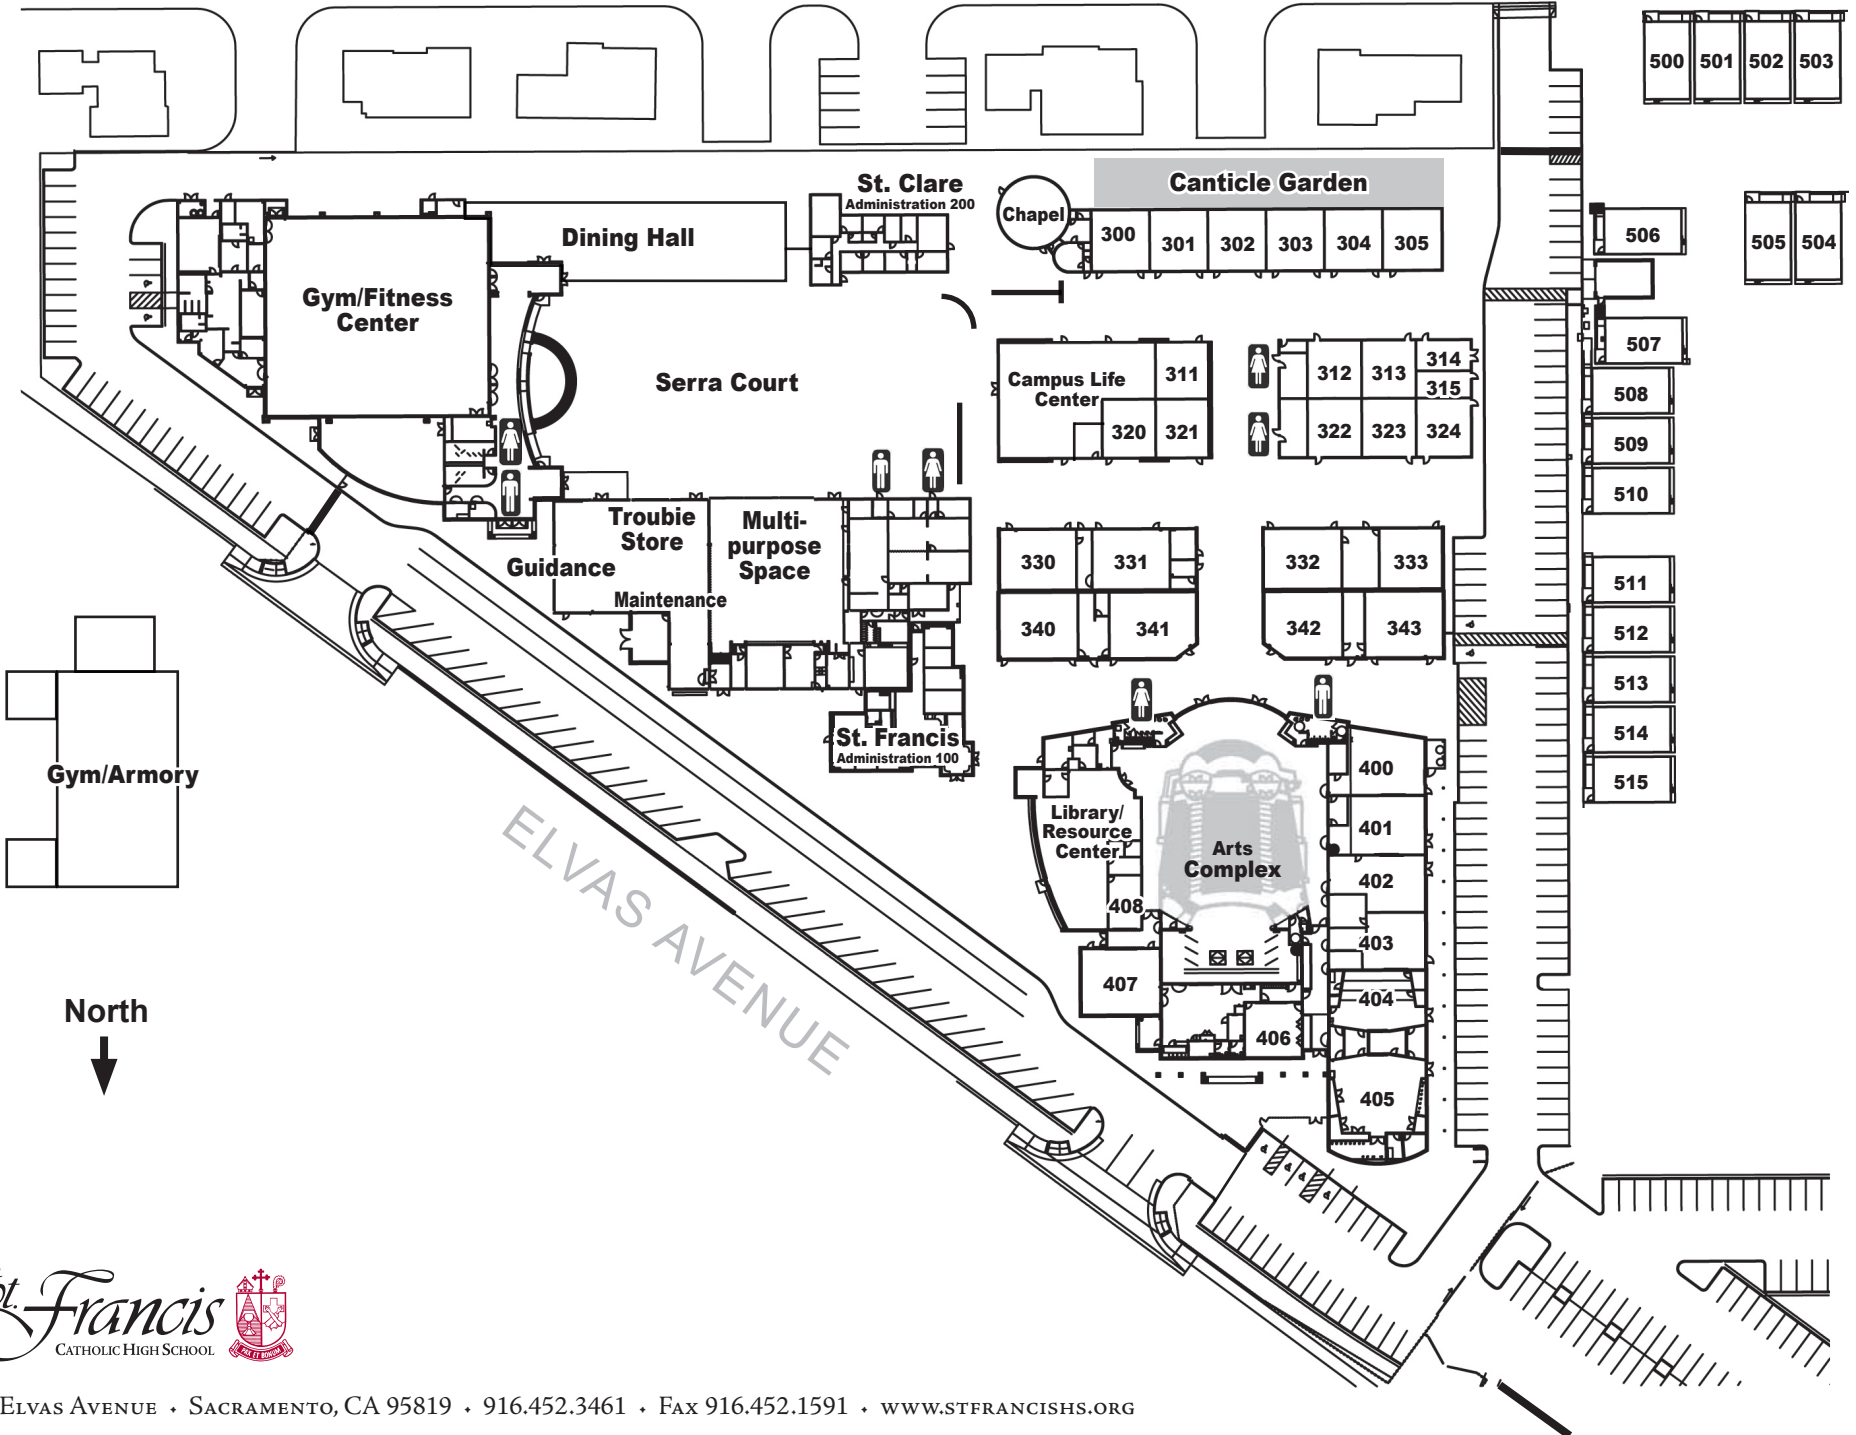 500 501 502 503
St. Clare
Administration 200
Canticle Garden
Chapel
300 301 302 303 304 305
506
505 504
Dining Hall
Gym/Fitness
Center
507
Serra Court
Campus Life
Center
311
312 313 314
315
320 321
322 323 324
508
509
510
Troubie
Store
Multi-
purpose
Space
Guidance
Maintenance
330 331
332 333
340 341
342 343
511
512
513
514
515
St. Francis
Administration 100
Gym/Armory
400
401
402
403
404
405
406
407
408
Library/
Resource
Center
Arts
Complex
ELVAS AVENUE
North
St. Francis
Catholic High School
PAX ET BONUM
Elvas Avenue • Sacramento, CA 95819 • 916.452.3461 • Fax 916.452.1591 • www.stfrancishs.org